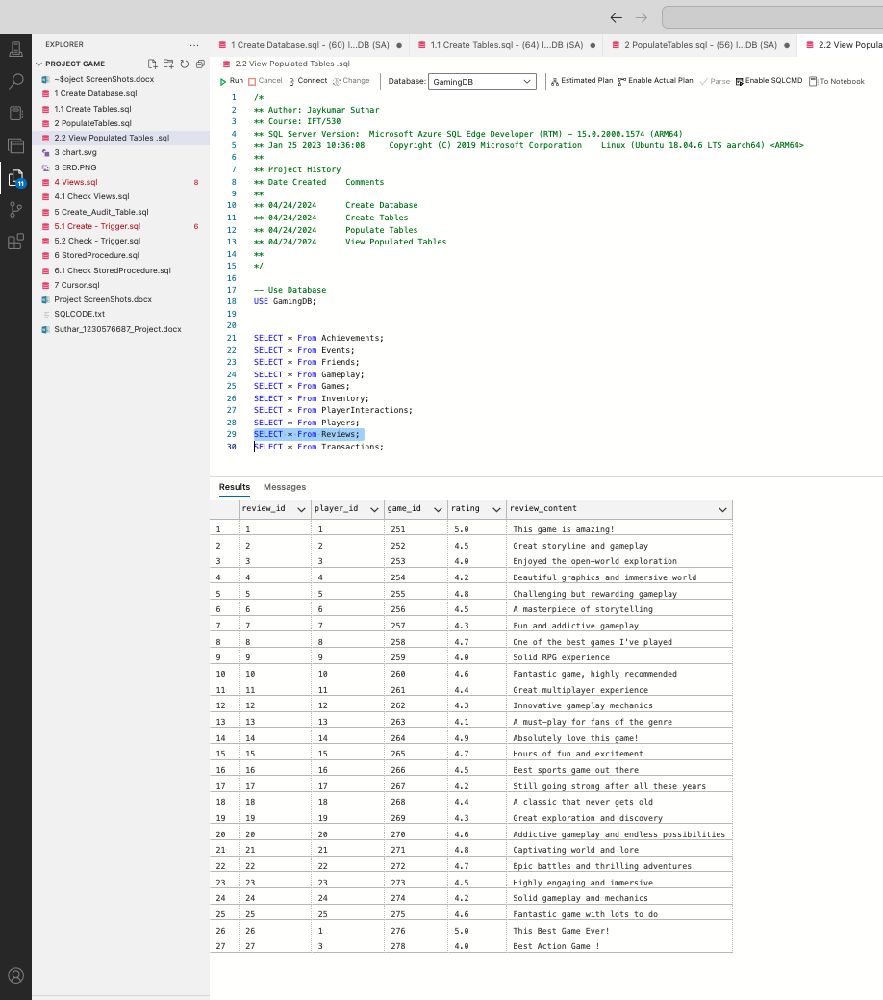 EXPLORER
...
PROJECT GAME
~$oject ScreenShots.docx
1 Create Database.sql
1.1 Create Tables.sql
2 PopulateTables.sql
2.2 View Populated Tables .sql
3 chart.svg
3 ERD.PNG
4 Views.sql 8
4.1 Check Views.sql
5 Create_Audit_Table.sql
5.1 Create - Trigger.sql 6
5.2 Check - Trigger.sql
6 StoredProcedure.sql
6.1 Check StoredProcedure.sql
7 Cursor.sql
Project ScreenShots.docx
SQLCODE.txt
Suthar_1230576687_Project.docx
11
1 Create Database.sql - (60) l...DB (SA) 1.1 Create Tables.sql - (64) l...DB (SA) 2 PopulateTables.sql - (56) l...DB (SA) 2.2 View Popula
2.2 View Populated Tables .sql
Run Cancel Connect Change Database: GamingDB Estimated Plan Enable Actual Plan Parse Enable SQLCMD To Notebook
1 /*
2 ** Author: Jaykumar Suthar
3 ** Course: IFT/530
4 ** SQL Server Version: Microsoft Azure SQL Edge Developer (RTM) - 15.0.2000.1574 (ARM64)
5 ** Jan 25 2023 10:36:08 Copyright (C) 2019 Microsoft Corporation Linux (Ubuntu 18.04.6 LTS aarch64) <ARM64>
6 **
7 ** Project History
8 ** Date Created Comments
9 **
10 ** 04/24/2024 Create Database
11 ** 04/24/2024 Create Tables
12 ** 04/24/2024 Populate Tables
13 ** 04/24/2024 View Populated Tables
14 **
15 */
16
17 -- Use Database
18 USE GamingDB;
19
20
21 SELECT * From Achievements;
22 SELECT * From Events;
23 SELECT * From Friends;
24 SELECT * From Gameplay;
25 SELECT * From Games;
26 SELECT * From Inventory;
27 SELECT * From PlayerInteractions;
28 SELECT * From Players;
29 SELECT * From Reviews;
30 SELECT * From Transactions;
Results Messages
review_id player_id game_id rating review_content
1 1 1 251 5.0 This game is amazing!
2 2 2 252 4.5 Great storyline and gameplay
3 3 3 253 4.0 Enjoyed the open-world exploration
4 4 4 254 4.2 Beautiful graphics and immersive world
5 5 5 255 4.8 Challenging but rewarding gameplay
6 6 6 256 4.5 A masterpiece of storytelling
7 7 7 257 4.3 Fun and addictive gameplay
8 8 8 258 4.7 One of the best games I've played
9 9 9 259 4.0 Solid RPG experience
10 10 10 260 4.6 Fantastic game, highly recommended
11 11 11 261 4.4 Great multiplayer experience
12 12 12 262 4.3 Innovative gameplay mechanics
13 13 13 263 4.1 A must-play for fans of the genre
14 14 14 264 4.9 Absolutely love this game!
15 15 15 265 4.7 Hours of fun and excitement
16 16 16 266 4.5 Best sports game out there
17 17 17 267 4.2 Still going strong after all these years
18 18 18 268 4.4 A classic that never gets old
19 19 19 269 4.3 Great exploration and discovery
20 20 20 270 4.6 Addictive gameplay and endless possibilities
21 21 21 271 4.8 Captivating world and lore
22 22 22 272 4.7 Epic battles and thrilling adventures
23 23 23 273 4.5 Highly engaging and immersive
24 24 24 274 4.2 Solid gameplay and mechanics
25 25 25 275 4.6 Fantastic game with lots to do
26 26 1 276 5.0 This Best Game Ever!
27 27 3 278 4.0 Best Action Game !